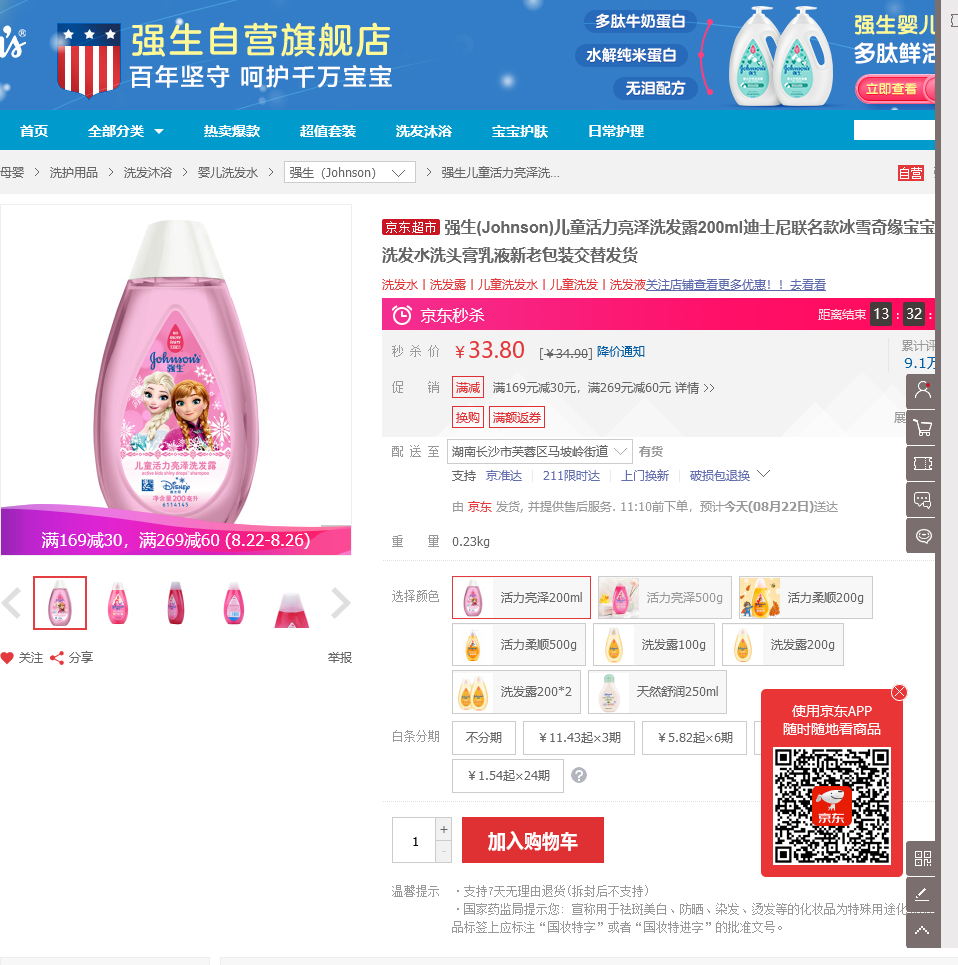 强生自营旗舰店
百年坚守 呵护千万宝宝
多肽牛奶蛋白
水解纯米蛋白
无泪配方
强生婴儿
多肽鲜活
立即查看
首页 全部分类 热卖爆款 超值套装 洗发沐浴 宝宝护肤 日常护理
母婴 > 洗护用品 > 洗发沐浴 > 婴儿洗发水 > 强生（Johnson） > 强生儿童活力亮泽洗...
自营
京东超市 强生(Johnson)儿童活力亮泽洗发露200ml迪士尼联名款冰雪奇缘宝宝
洗发水洗头膏乳液新老包装交替发货
洗发水丨洗发露丨儿童洗发水丨儿童洗发丨洗发液关注店铺查看更多优惠！！去看看
京东秒杀 距离结束 13 : 32 :
秒杀价 ￥33.80 [￥34.90] 降价通知
累计评
9.1万
促销 满减 满169元减30元，满269元减60元 详情 >>
换购 满额返券
展
配送至 湖南长沙市芙蓉区马坡岭街道 有货
支持 京准达 211限时达 上门换新 破损包退换
由 京东 发货, 并提供售后服务. 11:10前下单，预计今天(08月22日)送达
重量 0.23kg
Johnson's
强生
儿童活力亮泽洗发露
active kids shiny drops shampoo
Disney
净含量200毫升
6114145
满169减30，满269减60 (8.22-8.26)
关注 分享 举报
选择颜色 活力亮泽200ml 活力亮泽500g 活力柔顺200g
活力柔顺500g 洗发露100g 洗发露200g
洗发露200*2 天然舒润250ml
白条分期 不分期 ￥11.43起×3期 ￥5.82起×6期
￥1.54起×24期 ?
使用京东APP
随时随地看商品
京东
1 + - 加入购物车
温馨提示 ·支持7天无理由退货(拆封后不支持)
·国家药监局提示您：宣称用于祛斑美白、防晒、染发、烫发等的化妆品为特殊用途化
品标签上应标注“国妆特字”或者“国妆特进字”的批准文号。